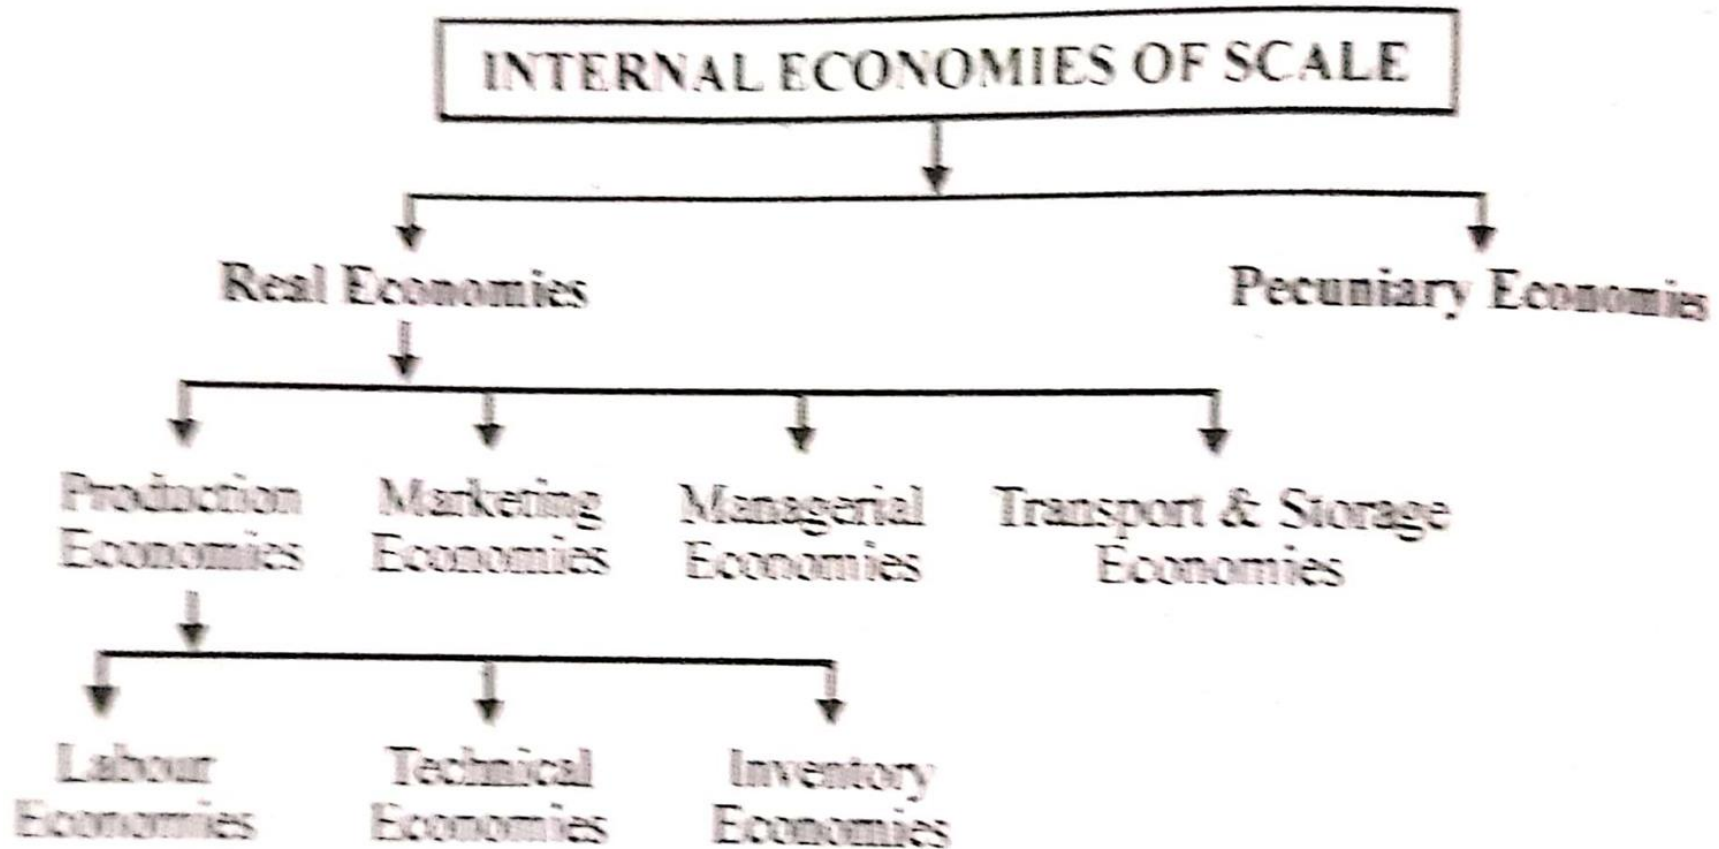 INTERNAL ECONOMIES OF SCALE
Real Economies
Pecuniary Economies
Production
Economies
Marketing
Economies
Managerial
Economies
Transport & Storage
Economies
Labour
Economies
Technical
Economies
Inventory
Economies